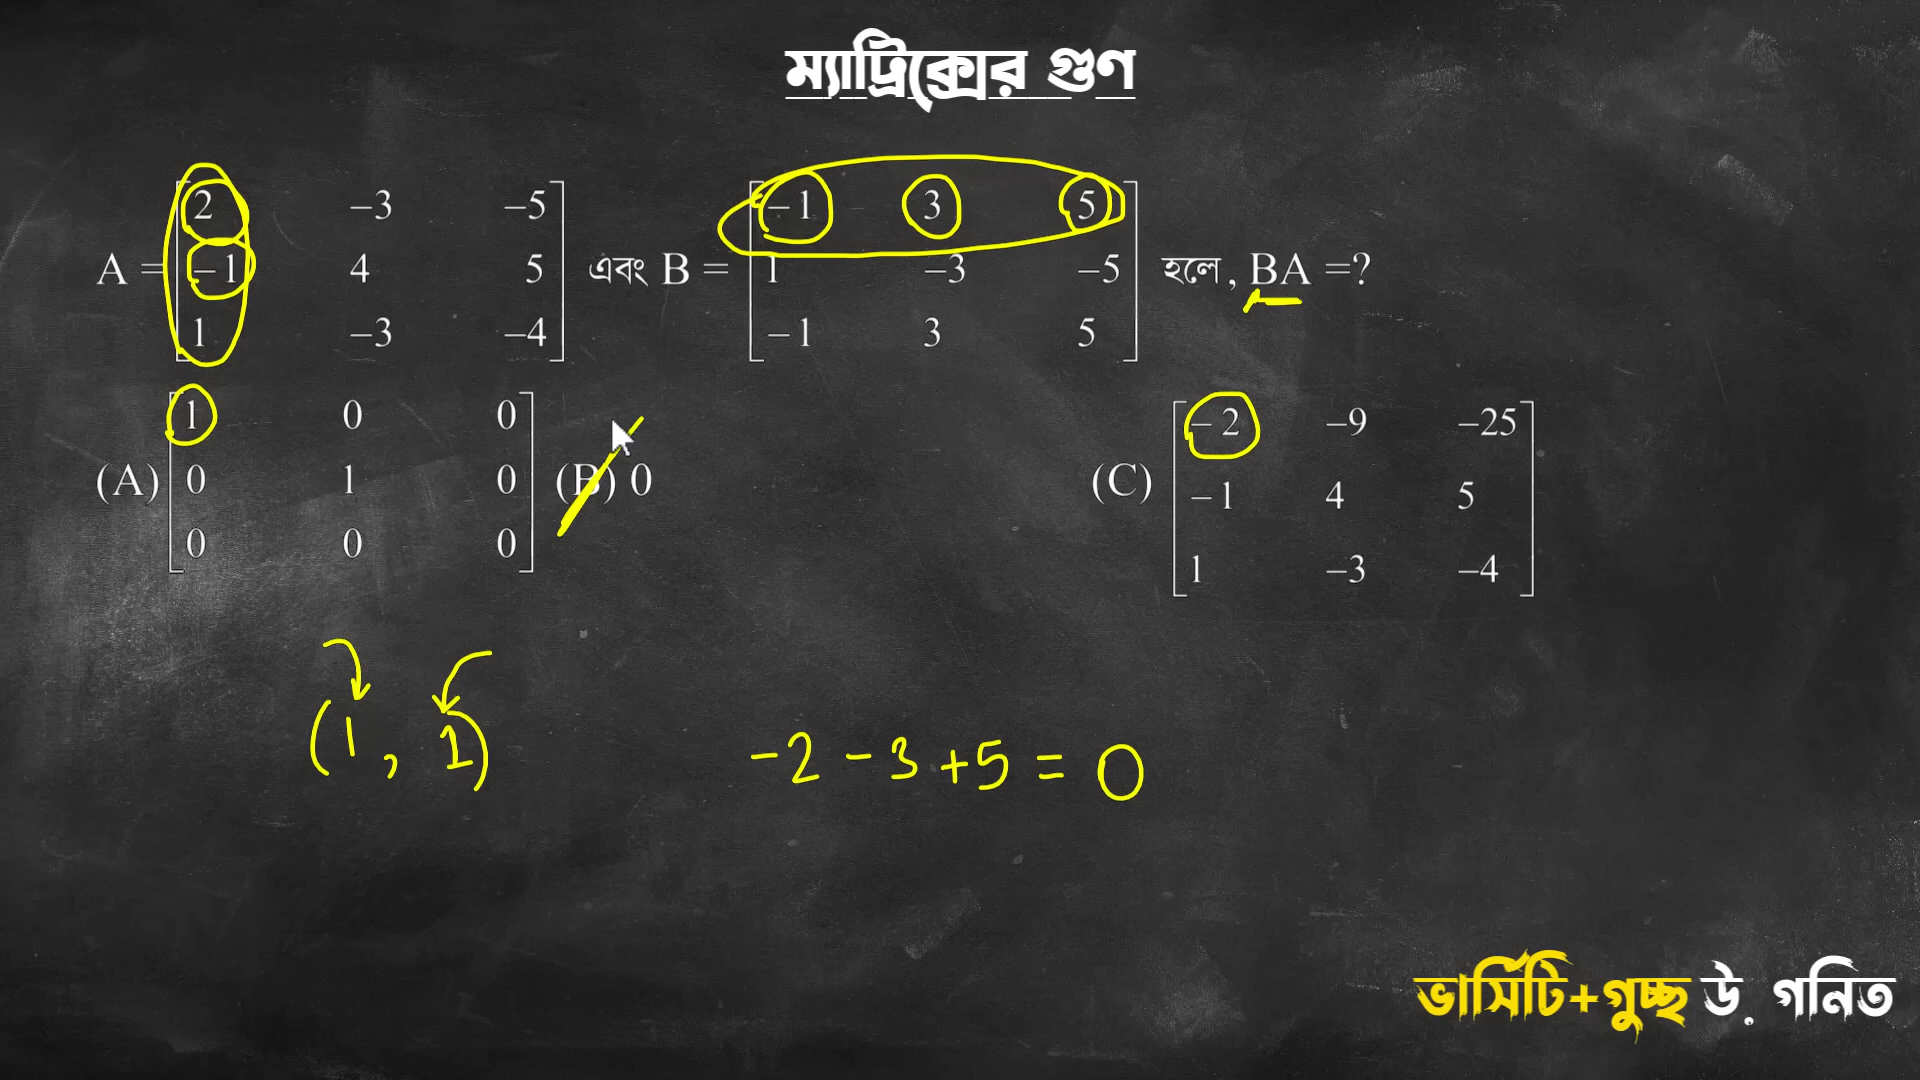 ম্যাট্রিক্সের গুণ
A = [2 –3 –5
–1 4 5
1 –3 –4] এবং B = [–1 3 5
1 –3 –5
–1 3 5] হলে, BA =?
(A) [1 0 0
0 1 0
0 0 0] (B) 0 (C) [–2 –9 –25
–1 4 5
1 –3 –4]
(1, 1) -2 -3 +5 = 0
ভার্সিটি+গুচ্ছ উ. গনিত